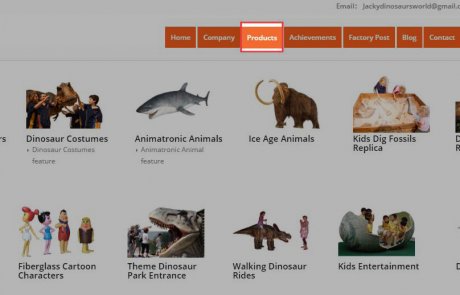 Email: Jackydinosaursworld@gmail.c
Home Company Products Achievements Factory Post Blog Contact
rs
Dinosaur Costumes
Dinosaur Costumes
feature
Animatronic Animals
Animatronic Animal
feature
Ice Age Animals
Kids Dig Fossils
Replica
D
R
Fiberglass Cartoon
Characters
Theme Dinosaur
Park Entrance
Walking Dinosaur
Rides
Kids Entertainment
D